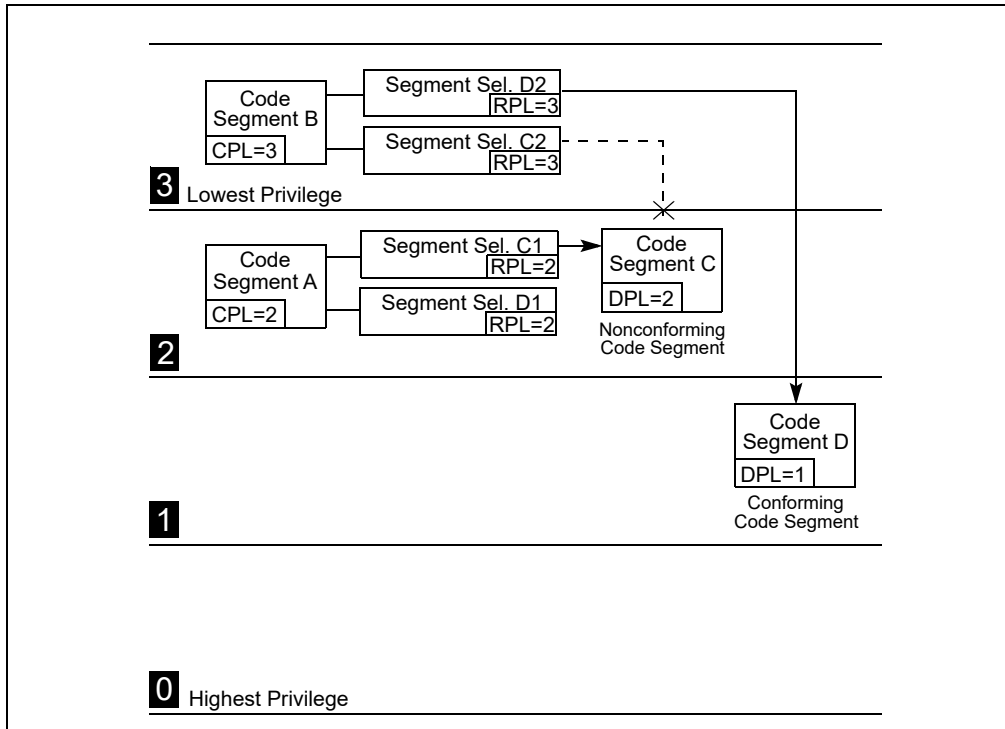 Code
Segment B
CPL=3
Segment Sel. D2
RPL=3
Segment Sel. C2
RPL=3
3 Lowest Privilege
Code
Segment A
CPL=2
Segment Sel. C1
RPL=2
Segment Sel. D1
RPL=2
Code
Segment C
DPL=2
Nonconforming
Code Segment
2
Code
Segment D
DPL=1
Conforming
Code Segment
1
0 Highest Privilege